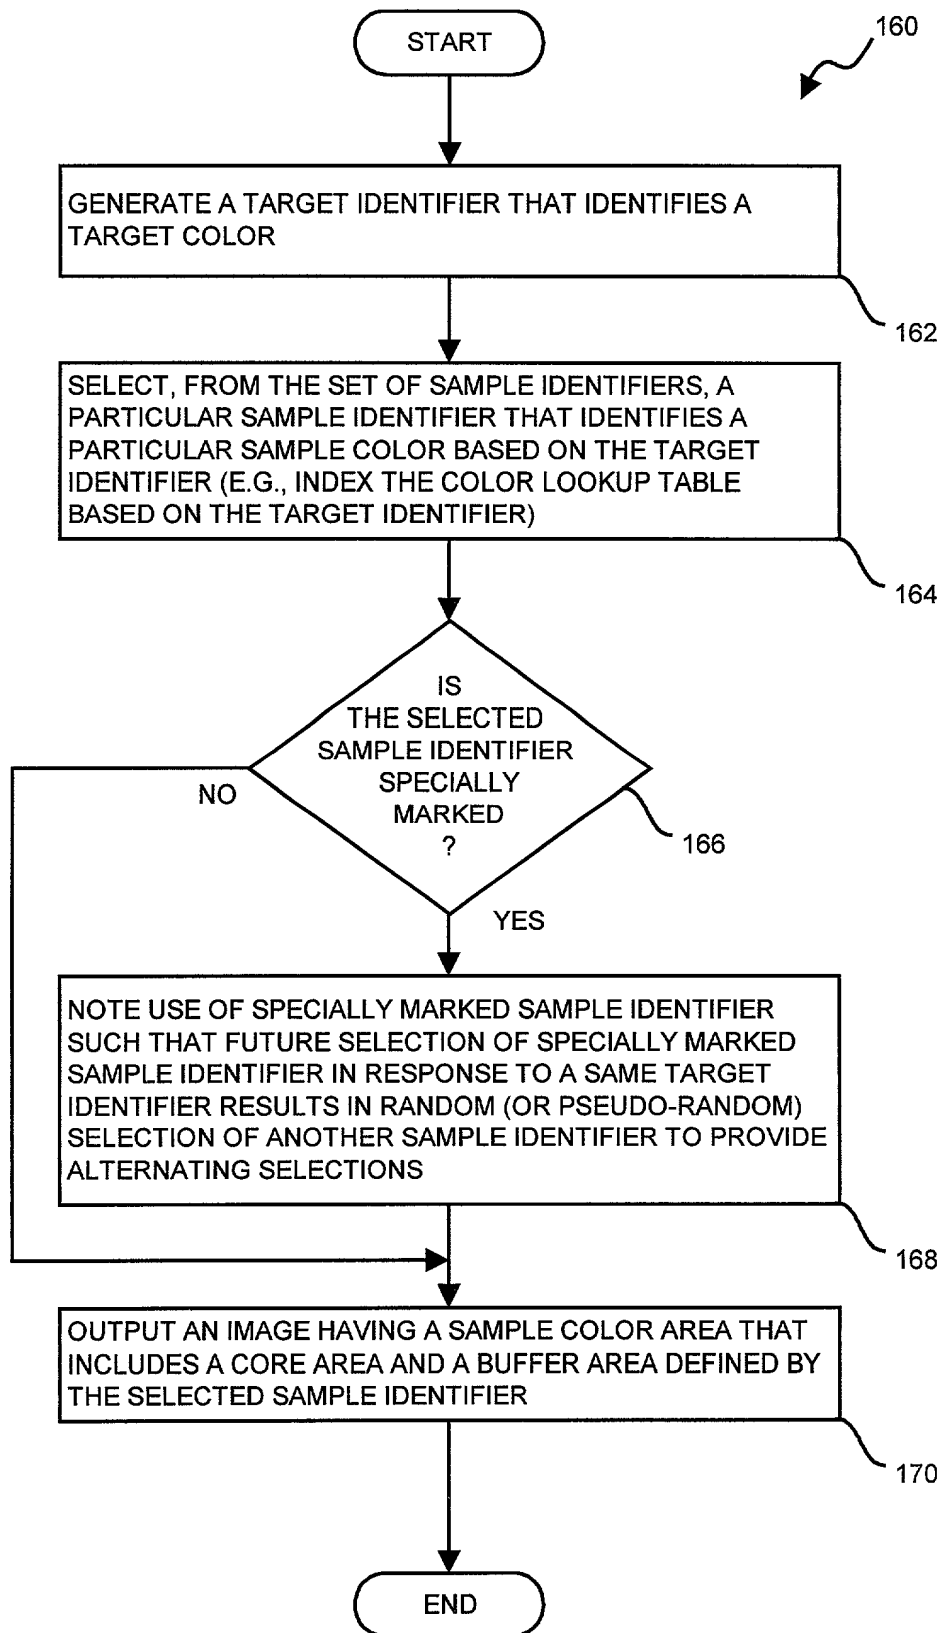 START
160
GENERATE A TARGET IDENTIFIER THAT IDENTIFIES A
TARGET COLOR
162
SELECT, FROM THE SET OF SAMPLE IDENTIFIERS, A
PARTICULAR SAMPLE IDENTIFIER THAT IDENTIFIES A
PARTICULAR SAMPLE COLOR BASED ON THE TARGET
IDENTIFIER (E.G., INDEX THE COLOR LOOKUP TABLE
BASED ON THE TARGET IDENTIFIER)
164
IS
THE SELECTED
SAMPLE IDENTIFIER
SPECIALLY
MARKED
?
NO
166
YES
NOTE USE OF SPECIALLY MARKED SAMPLE IDENTIFIER
SUCH THAT FUTURE SELECTION OF SPECIALLY MARKED
SAMPLE IDENTIFIER IN RESPONSE TO A SAME TARGET
IDENTIFIER RESULTS IN RANDOM (OR PSEUDO-RANDOM)
SELECTION OF ANOTHER SAMPLE IDENTIFIER TO PROVIDE
ALTERNATING SELECTIONS
168
OUTPUT AN IMAGE HAVING A SAMPLE COLOR AREA THAT
INCLUDES A CORE AREA AND A BUFFER AREA DEFINED BY
THE SELECTED SAMPLE IDENTIFIER
170
END